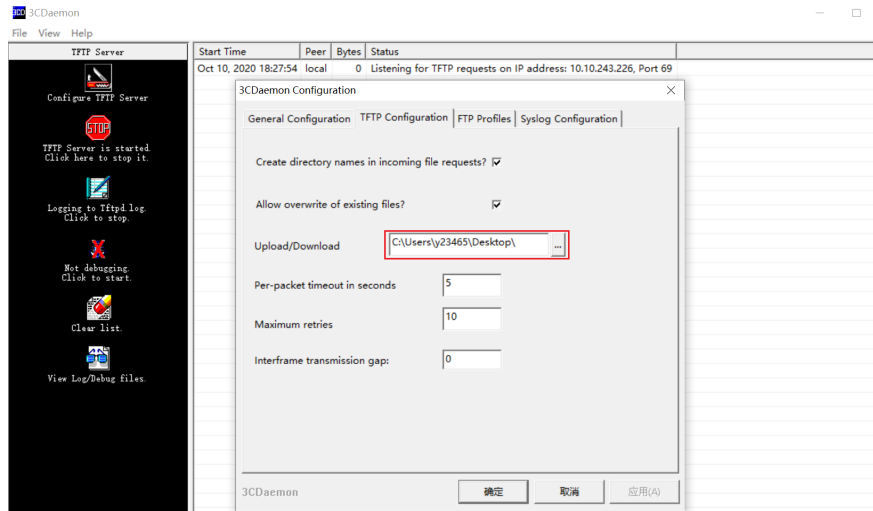 3CD 3CDaemon
File View Help
TFTP Server
Configure TFTP Server
STOP
TFTP Server is started.
Click here to stop it.
Logging to Tftpd.log.
Click to stop.
Not debugging.
Click to start.
Clear list.
View Log/Debug files.
Start Time Peer Bytes Status
Oct 10, 2020 18:27:54 local 0 Listening for TFTP requests on IP address: 10.10.243.226, Port 69
3CDaemon Configuration
General Configuration TFTP Configuration FTP Profiles Syslog Configuration
Create directory names in incoming file requests?
Allow overwrite of existing files?
Upload/Download C:\Users\y23465\Desktop\ ...
Per-packet timeout in seconds 5
Maximum retries 10
Interframe transmission gap: 0
3CDaemon 确定 取消 应用(A)